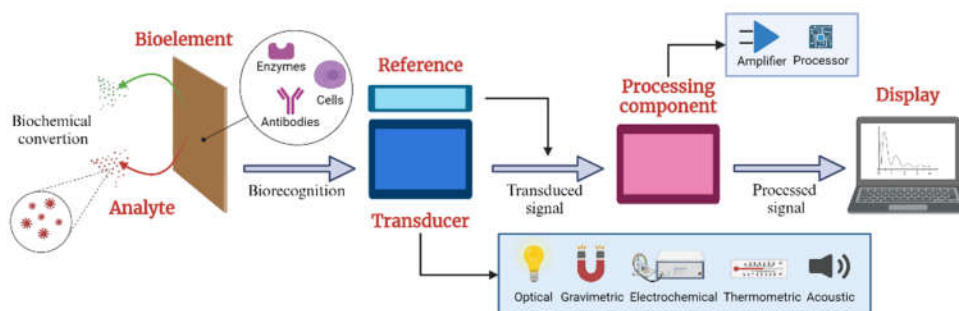 Bioelement
Enzymes
Cells
Antibodies
Biochemical
convertion
Analyte
Biorecognition
Reference
Transducer
Transduced
signal
Processing
component
Amplifier
Processor
Processed
signal
Display
Optical
Gravimetric
Electrochemical
Thermometric
Acoustic